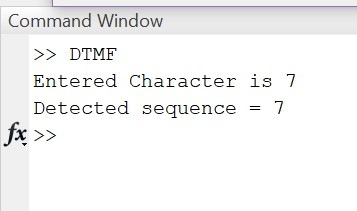 Command Window
>> DTMF
Entered Character is 7
Detected sequence = 7
fx >>